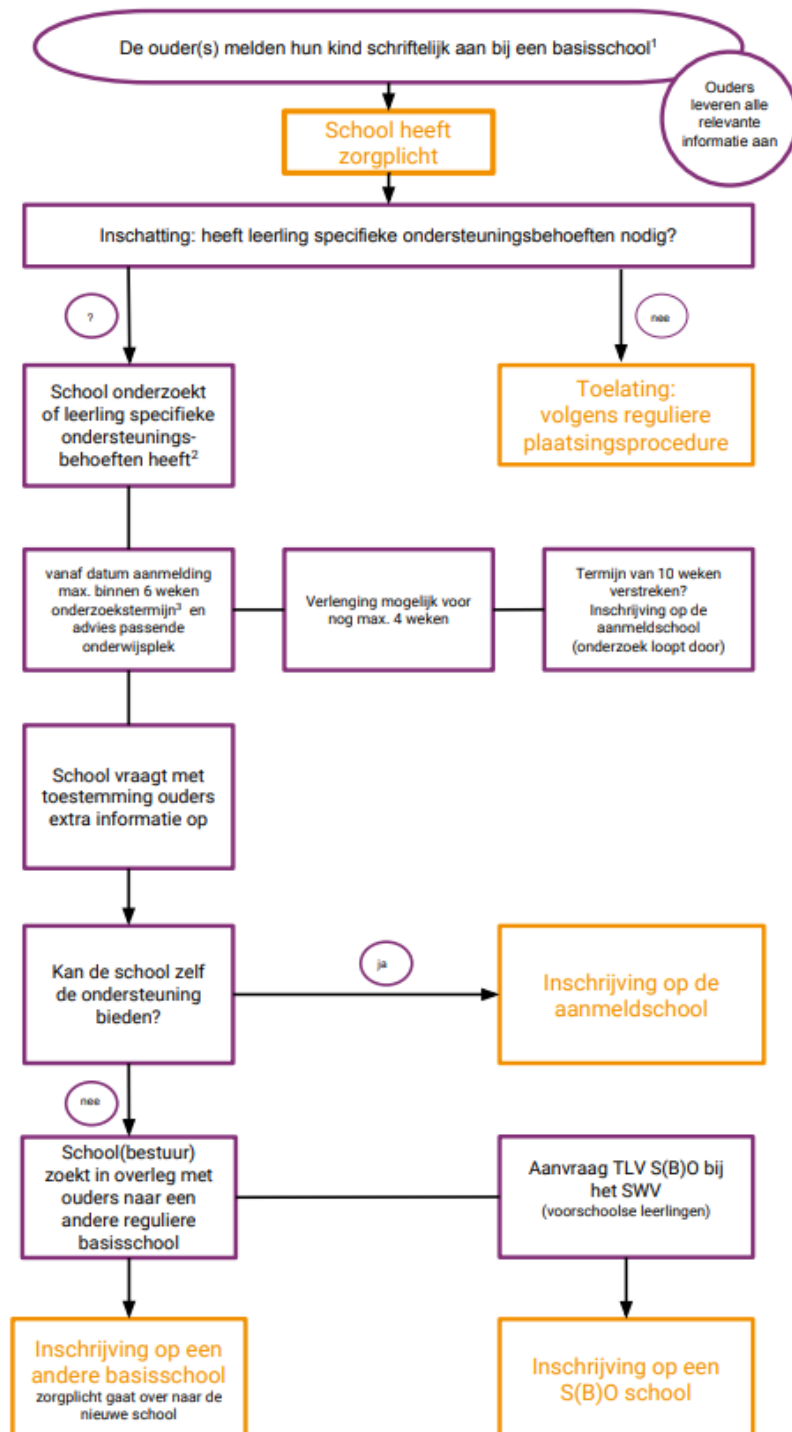 De ouder(s) melden hun kind schriftelijk aan bij een basisschool¹
Ouders
leveren alle
relevante
informatie aan
School heeft
zorgplicht
Inschatting: heeft leerling specifieke ondersteuningsbehoeften nodig?
?
nee
School onderzoekt
of leerling specifieke
ondersteunings-
behoeften heeft²
Toelating:
volgens reguliere
plaatsingsprocedure
vanaf datum aanmelding
max. binnen 6 weken
onderzoekstermijn³ en
advies passende
onderwijsplek
Verlenging mogelijk voor
nog max. 4 weken
Termijn van 10 weken
verstreken?
Inschrijving op de
aanmeldschool
(onderzoek loopt door)
School vraagt met
toestemming ouders
extra informatie op
Kan de school zelf
de ondersteuning
bieden?
ja
Inschrijving op de
aanmeldschool
nee
School(bestuur)
zoekt in overleg met
ouders naar een
andere reguliere
basisschool
Aanvraag TLV S(B)O bij
het SWV
(voorschoolse leerlingen)
Inschrijving op een
andere basisschool
zorgplicht gaat over naar de
nieuwe school
Inschrijving op een
S(B)O school